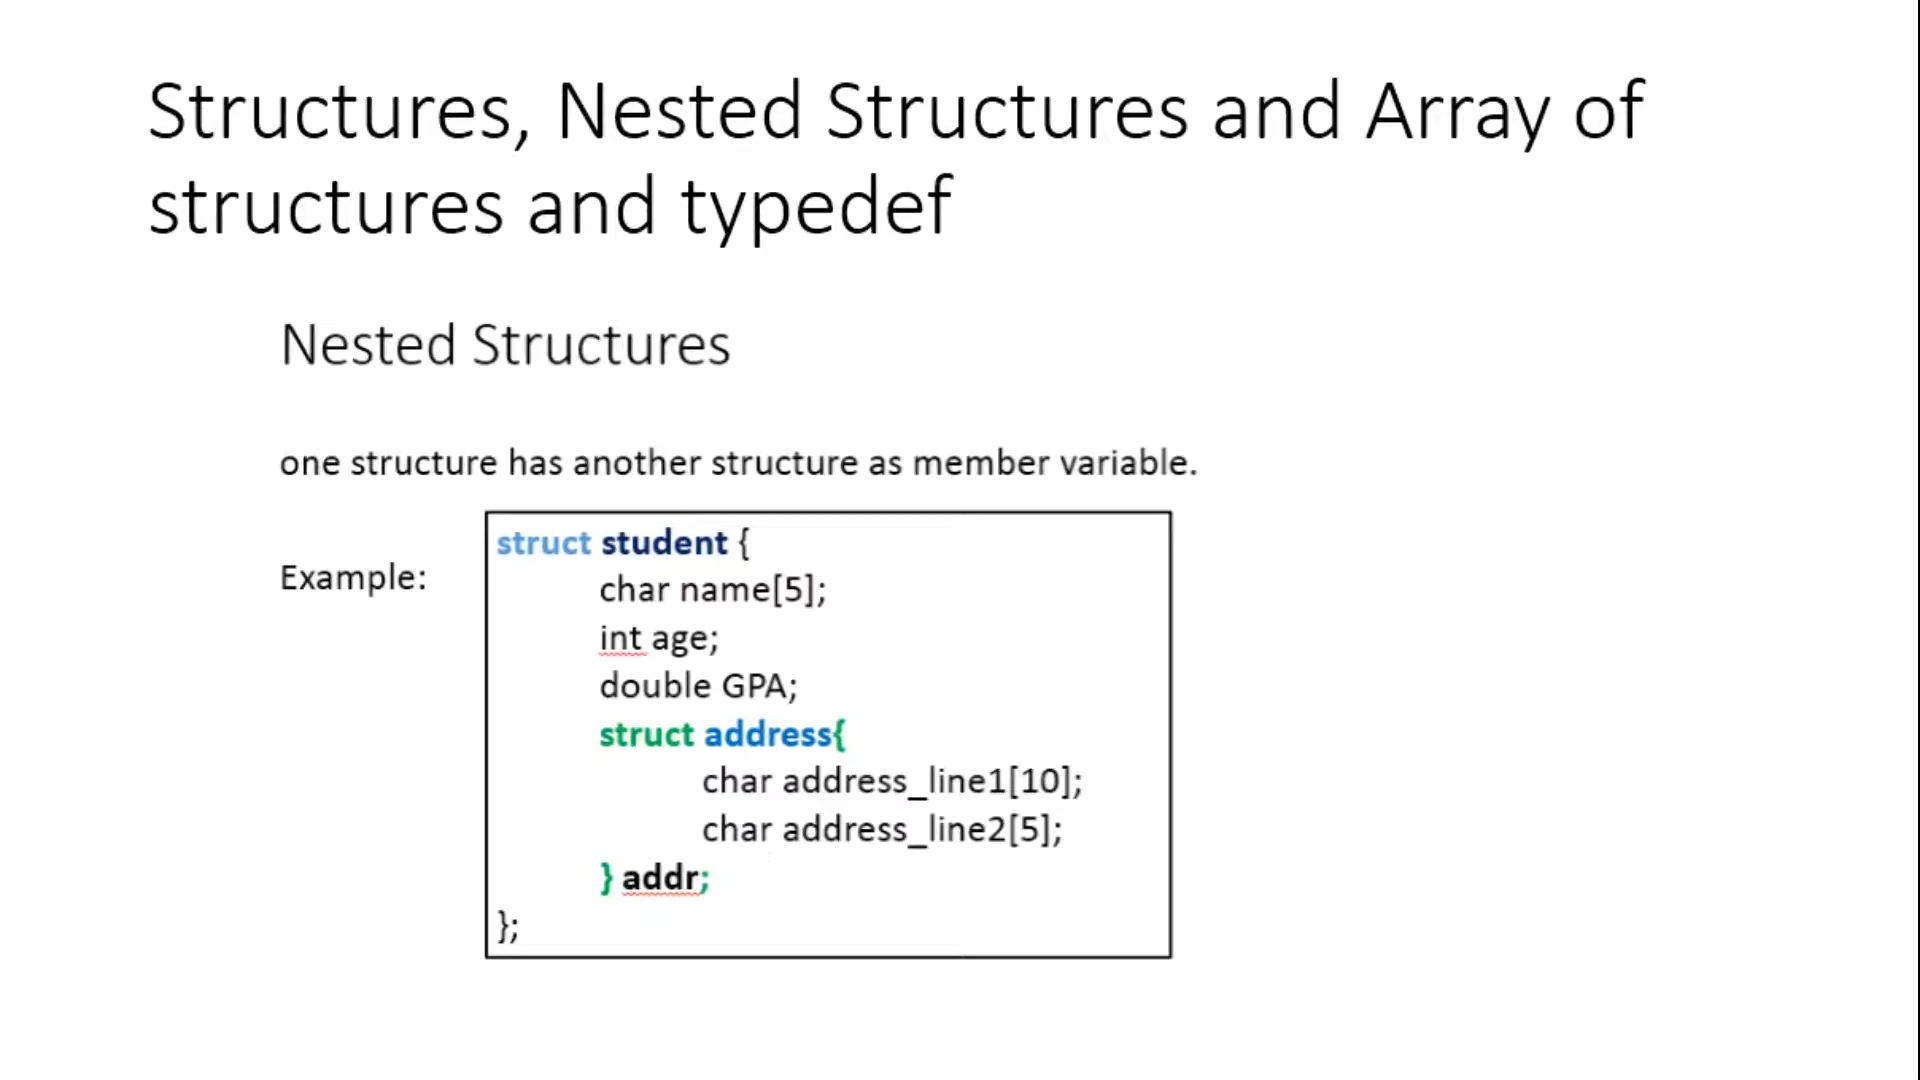 Structures, Nested Structures and Array of
structures and typedef
Nested Structures
one structure has another structure as member variable.
Example:
struct student {
char name[5];
int age;
double GPA;
struct address{
char address_line1[10];
char address_line2[5];
} addr;
};